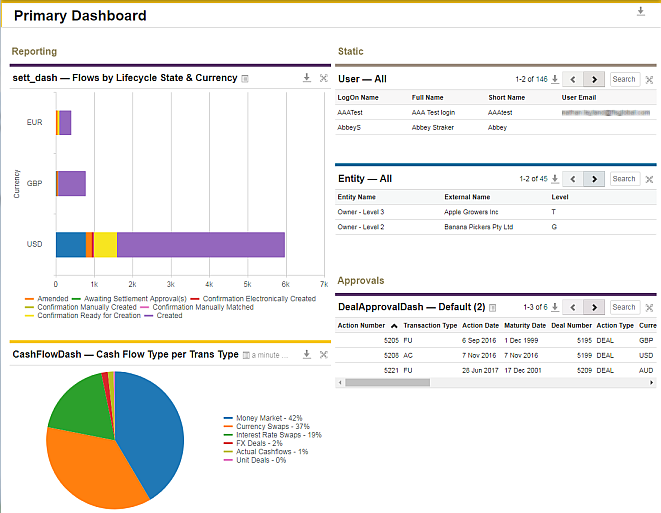 Primary Dashboard
Reporting
sett_dash — Flows by Lifecycle State & Currency
EUR
GBP
USD
Currency
0 1k 2k 3k 4k 5k 6k 7k
Amended Awaiting Settlement Approval(s) Confirmation Electronically Created
Confirmation Manually Created Confirmation Manually Matched
Confirmation Ready for Creation Created
CashFlowDash — Cash Flow Type per Trans Type a minute ...
Money Market - 42%
Currency Swaps - 37%
Interest Rate Swaps - 19%
FX Deals - 2%
Actual Cashflows - 1%
Unit Deals - 0%
Static
User — All 1-2 of 146 Search
LogOn Name Full Name Short Name User Email
AAATest AAA Test login AAAtest
AbbeyS Abbey Straker Abbey
Entity — All 1-2 of 45 Search
Entity Name External Name Level
Owner - Level 3 Apple Growers Inc T
Owner - Level 2 Banana Pickers Pty Ltd G
Approvals
DealApprovalDash — Default (2) 1-3 of 6 Search
Action Number Transaction Type Action Date Maturity Date Deal Number Action Type Curre
5205 FU 6 Sep 2016 1 Dec 1999 5195 DEAL GBP
5208 AC 7 Nov 2016 7 Nov 2016 5199 DEAL USD
5221 FU 28 Jun 2017 17 Dec 2001 5209 DEAL AUD